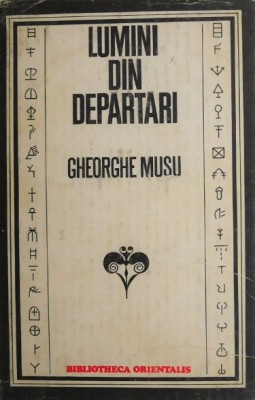 LUMINI
DIN
DEPARTARI
GHEORGHE MUSU
BIBLIOTHECA ORIENTALIS